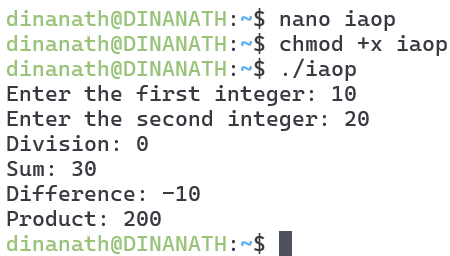 dinanath@DINANATH:~$ nano iaop
dinanath@DINANATH:~$ chmod +x iaop
dinanath@DINANATH:~$ ./iaop
Enter the first integer: 10
Enter the second integer: 20
Division: 0
Sum: 30
Difference: -10
Product: 200
dinanath@DINANATH:~$